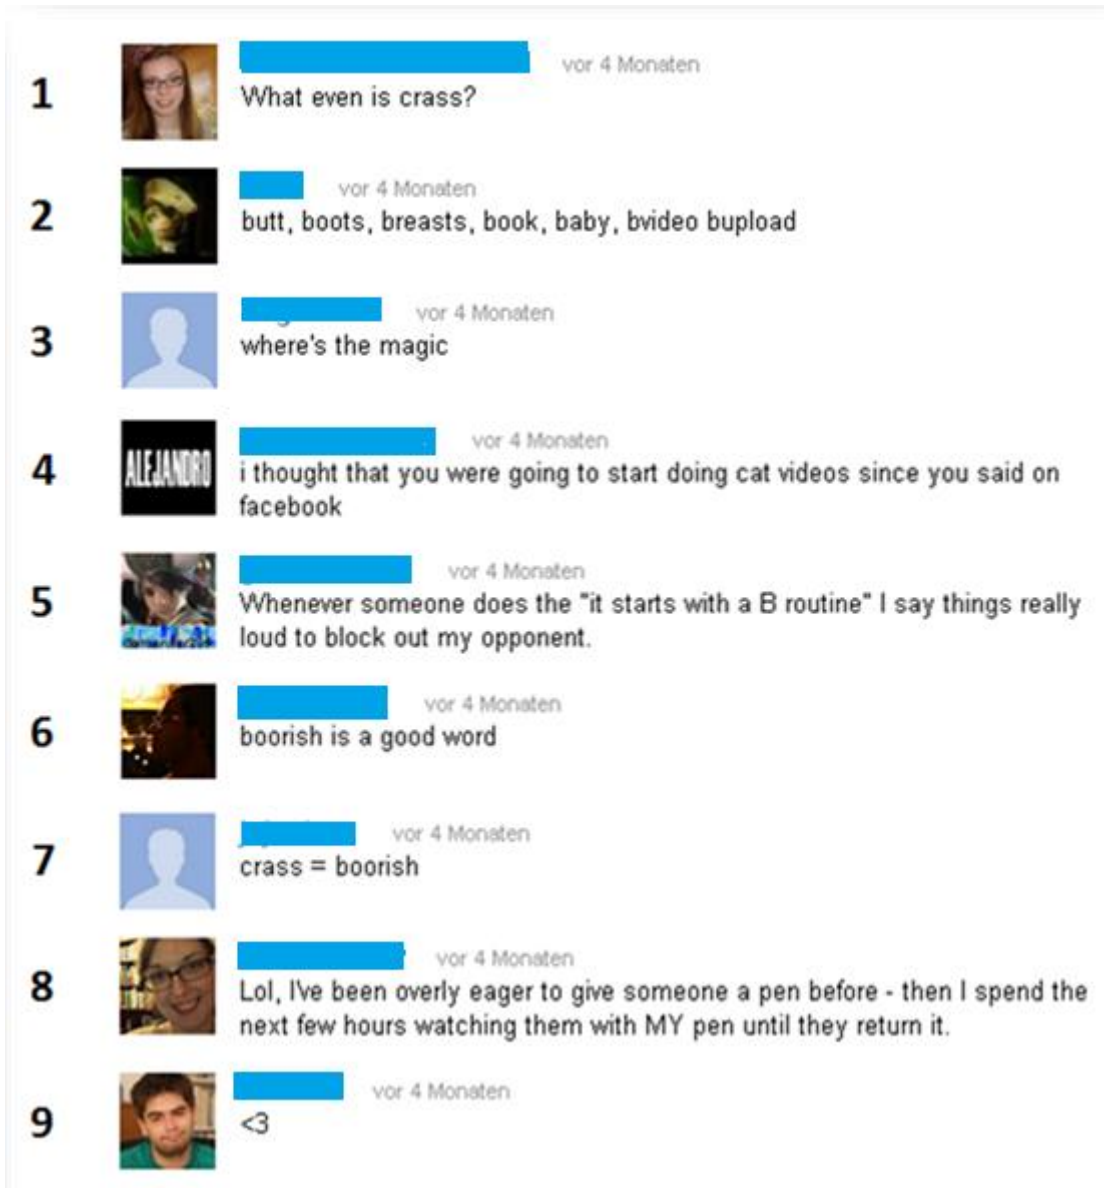 1
vor 4 Monaten
What even is crass?
2
vor 4 Monaten
butt, boots, breasts, book, baby, bvideo bupload
3
vor 4 Monaten
where's the magic
4
ALEJANDRO
vor 4 Monaten
i thought that you were going to start doing cat videos since you said on
facebook
5
vor 4 Monaten
Whenever someone does the "it starts with a B routine" I say things really
loud to block out my opponent.
6
vor 4 Monaten
boorish is a good word
7
vor 4 Monaten
crass = boorish
8
vor 4 Monaten
Lol, I've been overly eager to give someone a pen before - then I spend the
next few hours watching them with MY pen until they return it.
9
vor 4 Monaten
<3